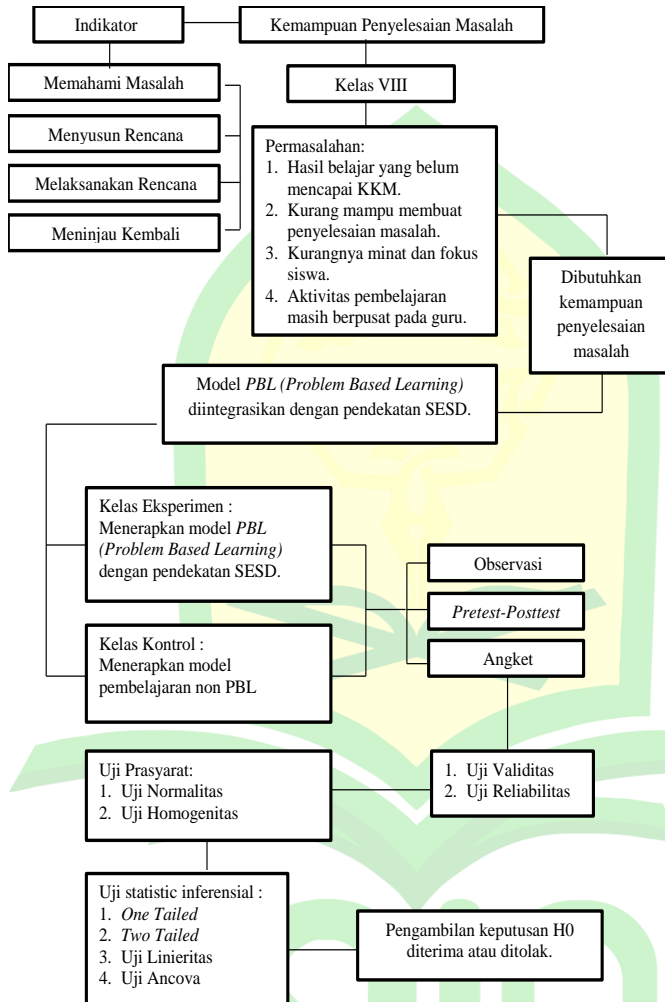 Indikator
Kemampuan Penyelesaian Masalah
Memahami Masalah
Menyusun Rencana
Melaksanakan Rencana
Meninjau Kembali
Kelas VIII
Permasalahan:
1. Hasil belajar yang belum
mencapai KKM.
2. Kurang mampu membuat
penyelesaian masalah.
3. Kurangnya minat dan fokus
siswa.
4. Aktivitas pembelajaran
masih berpusat pada guru.
Dibutuhkan
kemampuan
penyelesaian
masalah
Model PBL (Problem Based Learning)
diintegrasikan dengan pendekatan SESD.
Kelas Eksperimen :
Menerapkan model PBL
(Problem Based Learning)
dengan pendekatan SESD.
Kelas Kontrol :
Menerapkan model
pembelajaran non PBL
Observasi
Pretest-Posttest
Angket
1. Uji Validitas
2. Uji Reliabilitas
Uji Prasyarat:
1. Uji Normalitas
2. Uji Homogenitas
Uji statistic inferensial :
1. One Tailed
2. Two Tailed
3. Uji Linieritas
4. Uji Ancova
Pengambilan keputusan H0
diterima atau ditolak.